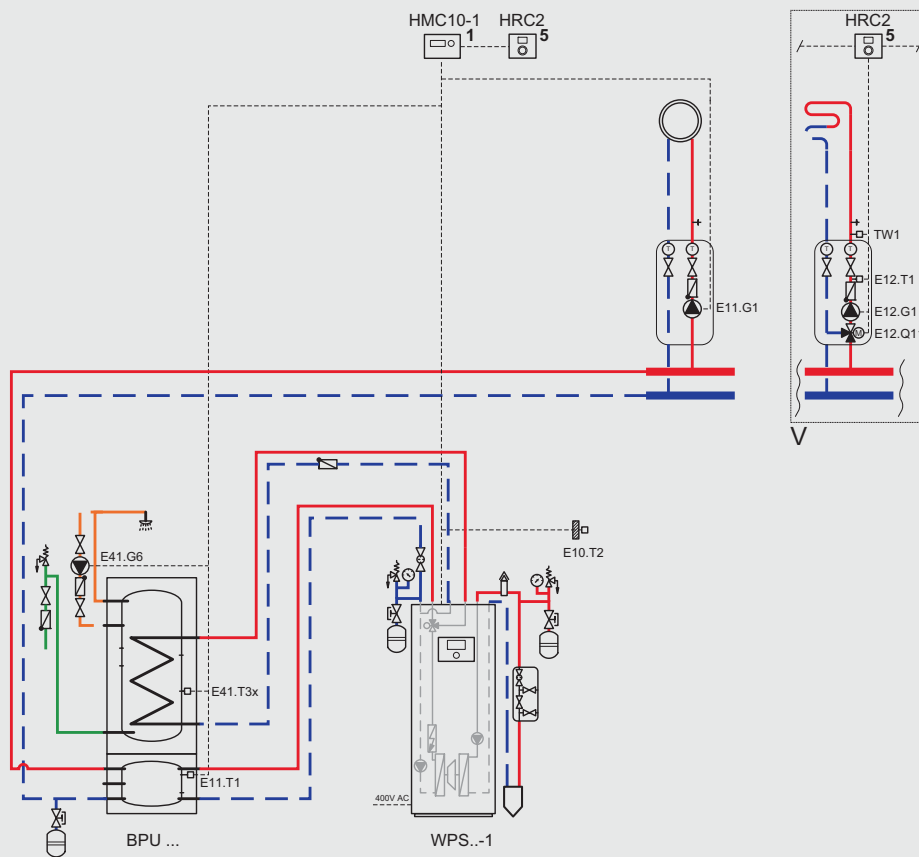 HMC10-1
1
HRC2
5
HRC2
5
TW1
T T
T T
E12.T1
E11.G1
E12.G1
M
E12.Q1
V
E10.T2
E41.G6
E41.T3x
E11.T1
400V AC
BPU ...
WPS..-1